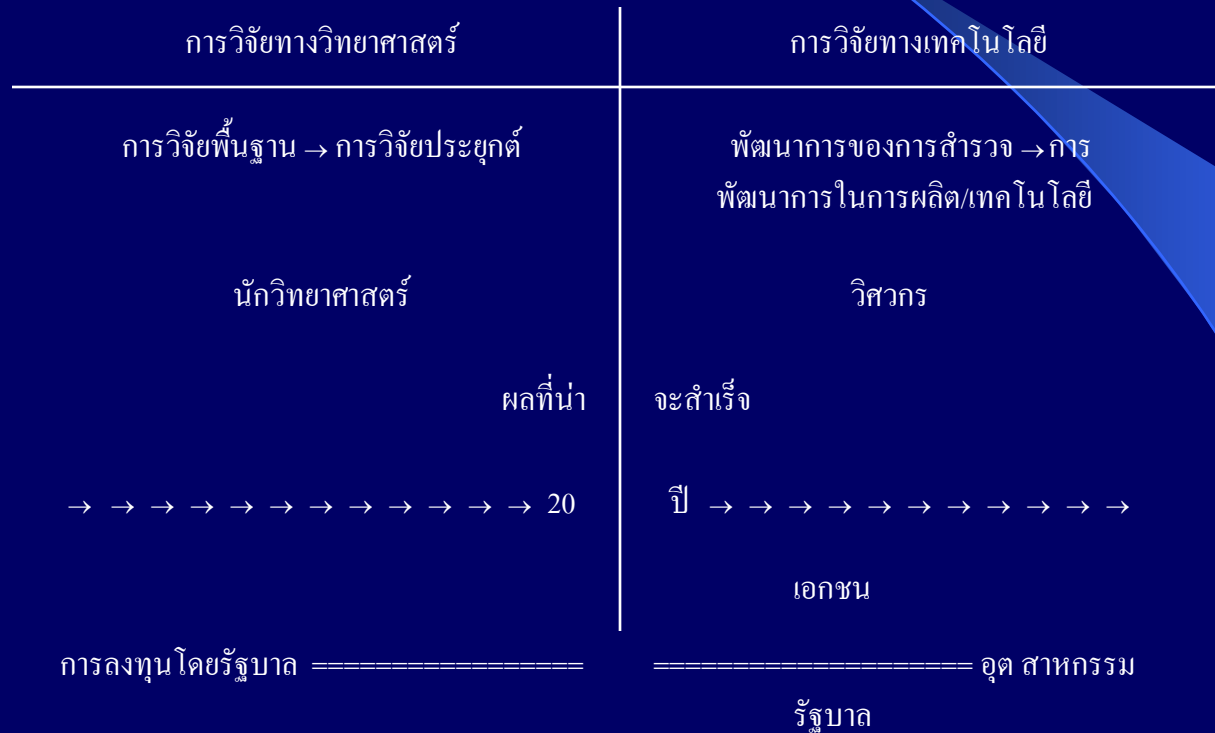 การวิจัยทางวิทยาศาสตร์ การวิจัยทางเทคโนโลยี
การวิจัยพื้นฐาน → การวิจัยประยุกต์ พัฒนาการของการสำรวจ → การ
พัฒนาการในการผลิต/เทคโนโลยี
นักวิทยาศาสตร์ วิศวกร
ผลที่น่า จะสำเร็จ
→ → → → → → → → → → → → 20 ปี → → → → → → → → → → →
เอกชน
การลงทุนโดยรัฐบาล ================= ==================== อุต สาหกรรม
รัฐบาล